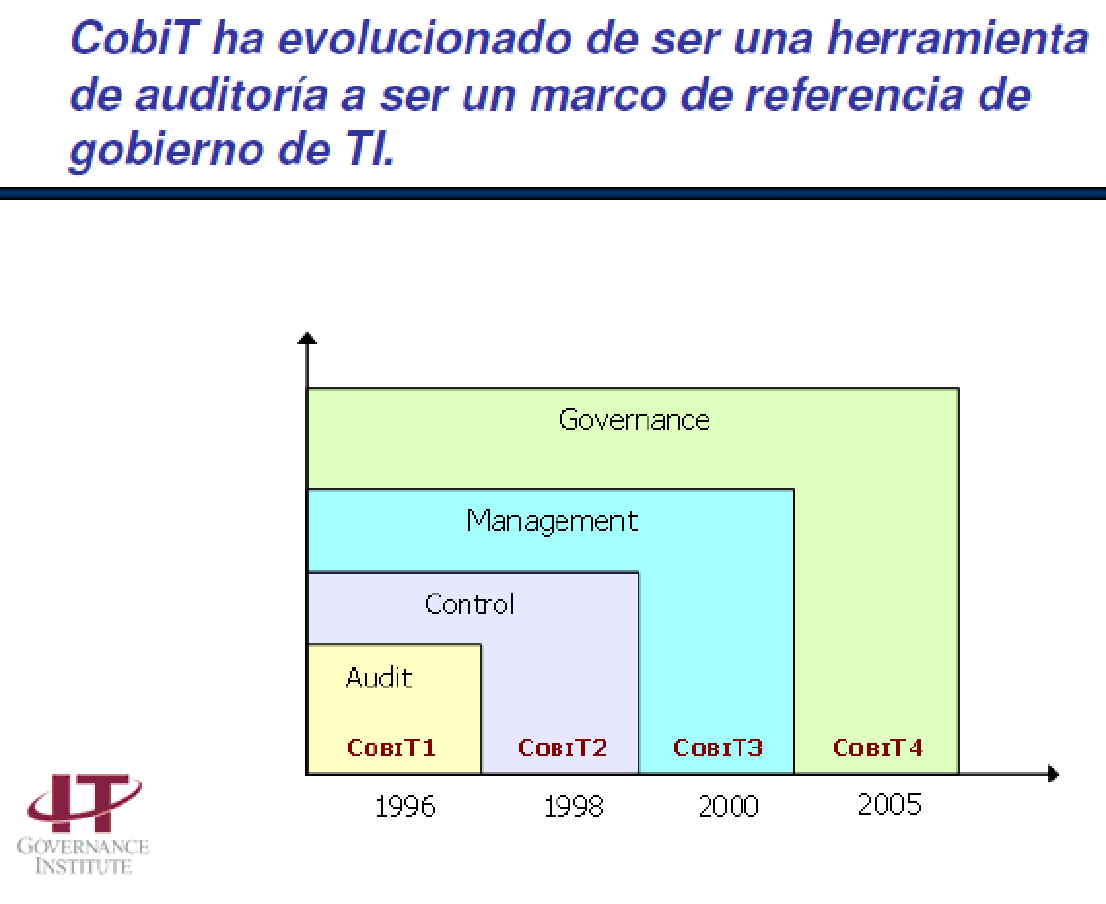 CobiT ha evolucionado de ser una herramienta
de auditoría a ser un marco de referencia de
gobierno de TI.
Governance
Management
Control
Audit
COBIT1 COBIT2 COBIT3 COBIT4
1996 1998 2000 2005
IT
GOVERNANCE
INSTITUTE